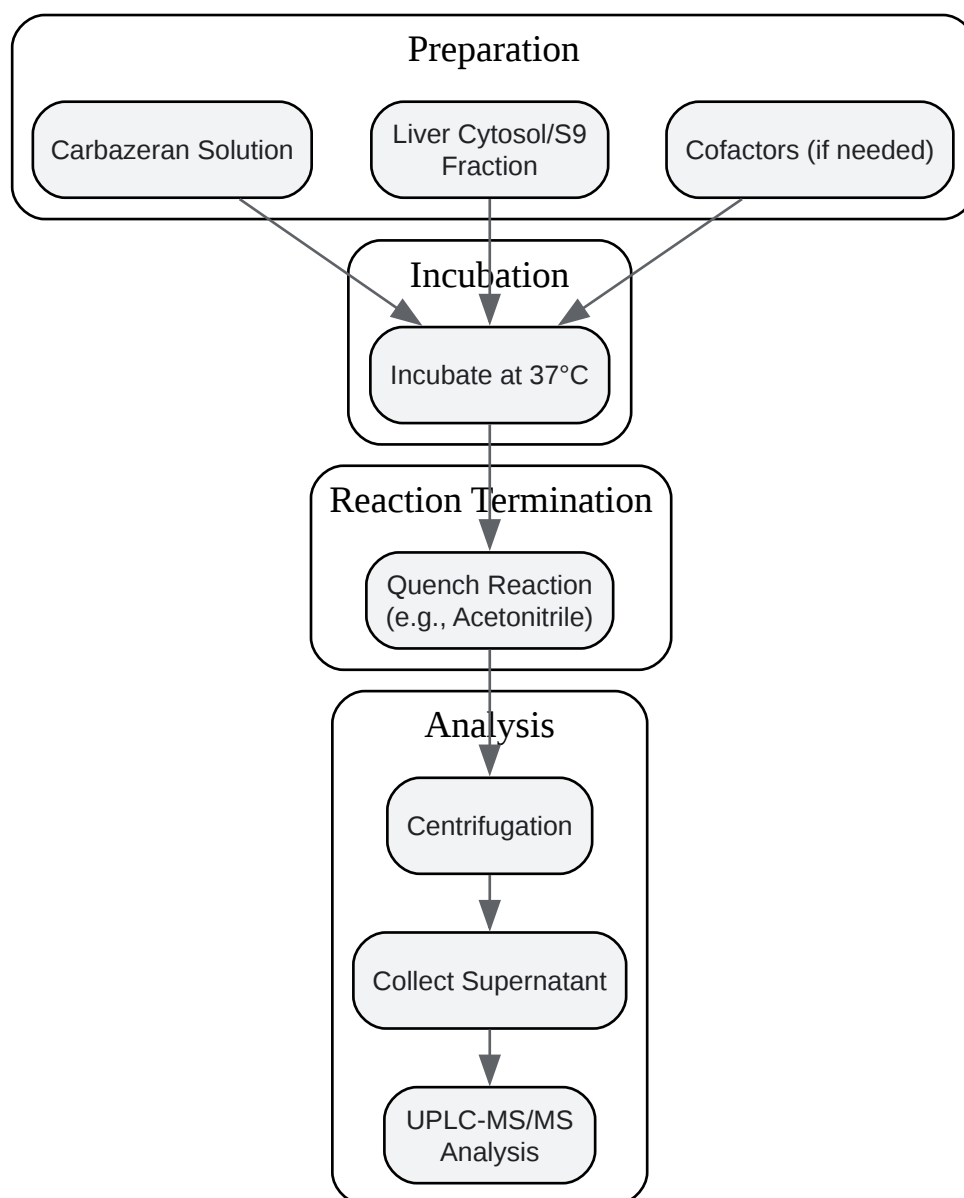 Preparation
Carbazeran Solution
Liver Cytosol/S9
Fraction
Cofactors (if needed)
Incubation
Incubate at 37°C
Reaction Termination
Quench Reaction
(e.g., Acetonitrile)
Analysis
Centrifugation
Collect Supernatant
UPLC-MS/MS
Analysis